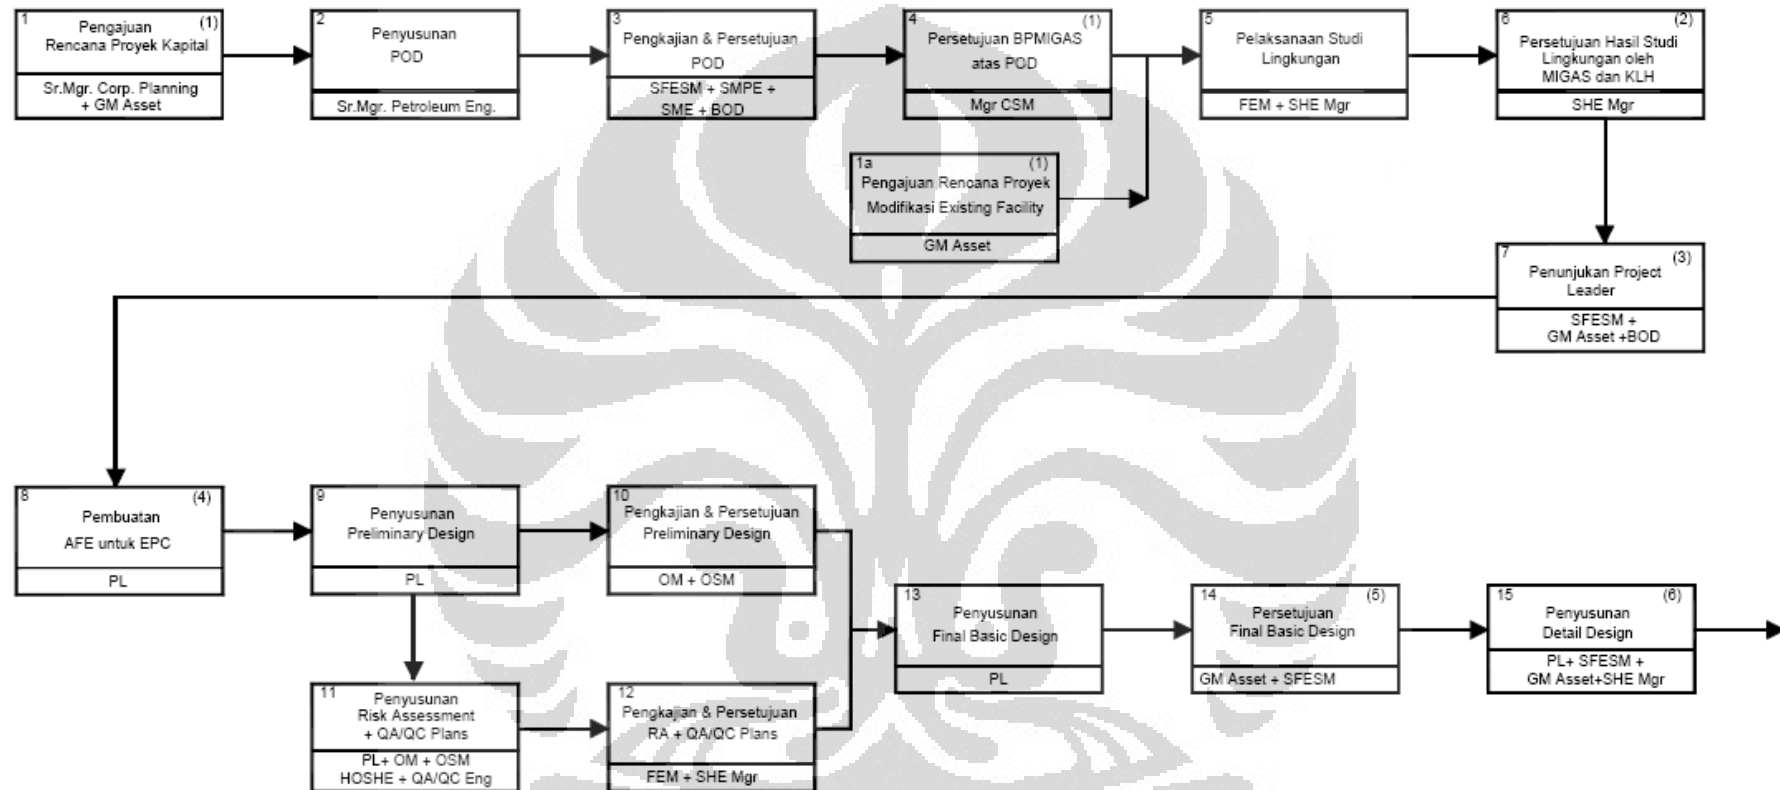 1 (1)
Pengajuan
Rencana Proyek Kapital
Sr.Mgr. Corp. Planning
+ GM Asset
2
Penyusunan
POD
Sr.Mgr. Petroleum Eng.
3
Pengkajian & Persetujuan
POD
SFESM + SMPE +
SME + BOD
4 (1)
Persetujuan BPMIGAS
atas POD
Mgr CSM
5
Pelaksanaan Studi
Lingkungan
FEM + SHE Mgr
6 (2)
Persetujuan Hasil Studi
Lingkungan oleh
MIGAS dan KLH
SHE Mgr
1a (1)
Pengajuan Rencana Proyek
Modifikasi Existing Facility
GM Asset
7 (3)
Penunjukan Project
Leader
SFESM +
GM Asset +BOD
8 (4)
Pembuatan
AFE untuk EPC
PL
9
Penyusunan
Preliminary Design
PL
10
Pengkajian & Persetujuan
Preliminary Design
OM + OSM
11
Penyusunan
Risk Assessment
+ QA/QC Plans
PL+ OM + OSM
HOSHE + QA/QC Eng
12
Pengkajian & Persetujuan
RA + QA/QC Plans
FEM + SHE Mgr
13
Penyusunan
Final Basic Design
PL
14 (5)
Persetujuan
Final Basic Design
GM Asset + SFESM
15 (6)
Penyusunan
Detail Design
PL+ SFESM +
GM Asset+SHE Mgr